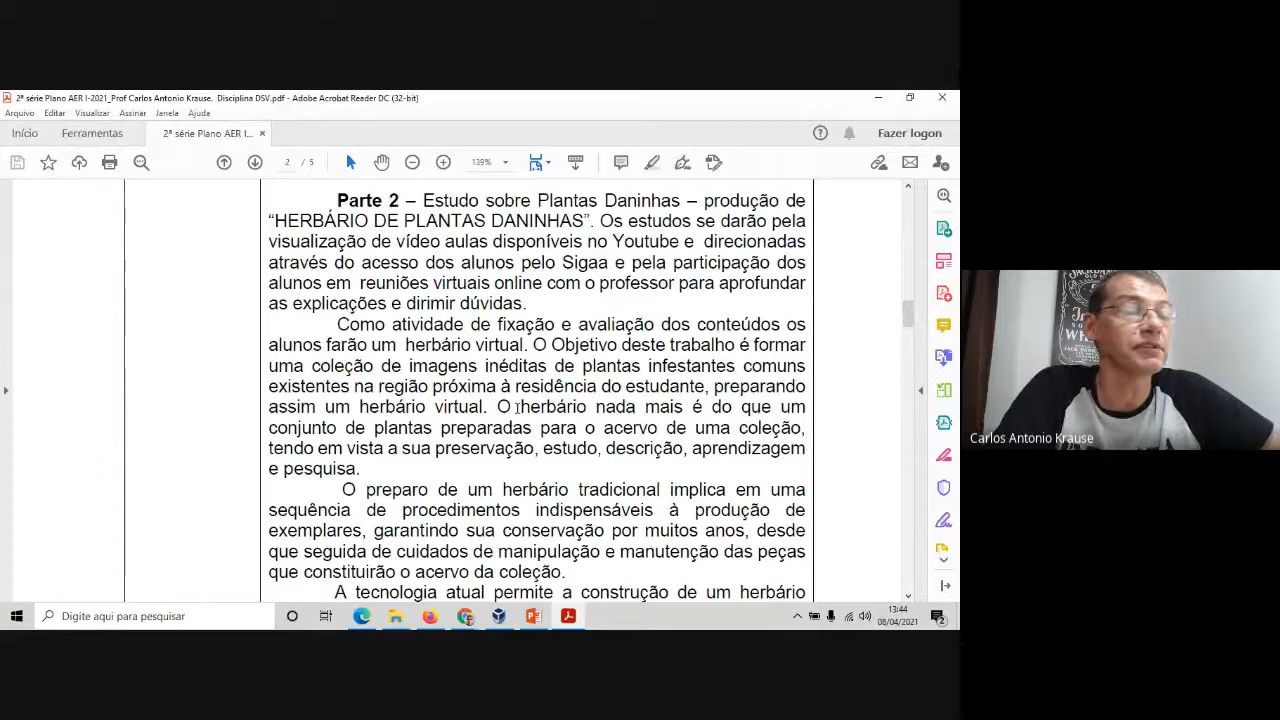 2ª série Plano AER I-2021_Prof Carlos Antonio Krause. Disciplina DSV.pdf - Adobe Acrobat Reader DC (32-bit)
Arquivo Editar Visualizar Assinar Janela Ajuda
Início Ferramentas 2ª série Plano AER I... × Fazer logon
2 / 5 139%
Parte 2 – Estudo sobre Plantas Daninhas – produção de
“HERBÁRIO DE PLANTAS DANINHAS”. Os estudos se darão pela
visualização de vídeo aulas disponíveis no Youtube e direcionadas
através do acesso dos alunos pelo Sigaa e pela participação dos
alunos em reuniões virtuais online com o professor para aprofundar
as explicações e dirimir dúvidas.
Como atividade de fixação e avaliação dos conteúdos os
alunos farão um herbário virtual. O Objetivo deste trabalho é formar
uma coleção de imagens inéditas de plantas infestantes comuns
existentes na região próxima à residência do estudante, preparando
assim um herbário virtual. O herbário nada mais é do que um
conjunto de plantas preparadas para o acervo de uma coleção,
tendo em vista a sua preservação, estudo, descrição, aprendizagem
e pesquisa.
O preparo de um herbário tradicional implica em uma
sequência de procedimentos indispensáveis à produção de
exemplares, garantindo sua conservação por muitos anos, desde
que seguida de cuidados de manipulação e manutenção das peças
que constituirão o acervo da coleção.
A tecnologia atual permite a construção de um herbário
Digite aqui para pesquisar
13:44
08/04/2021
Carlos Antonio Krause